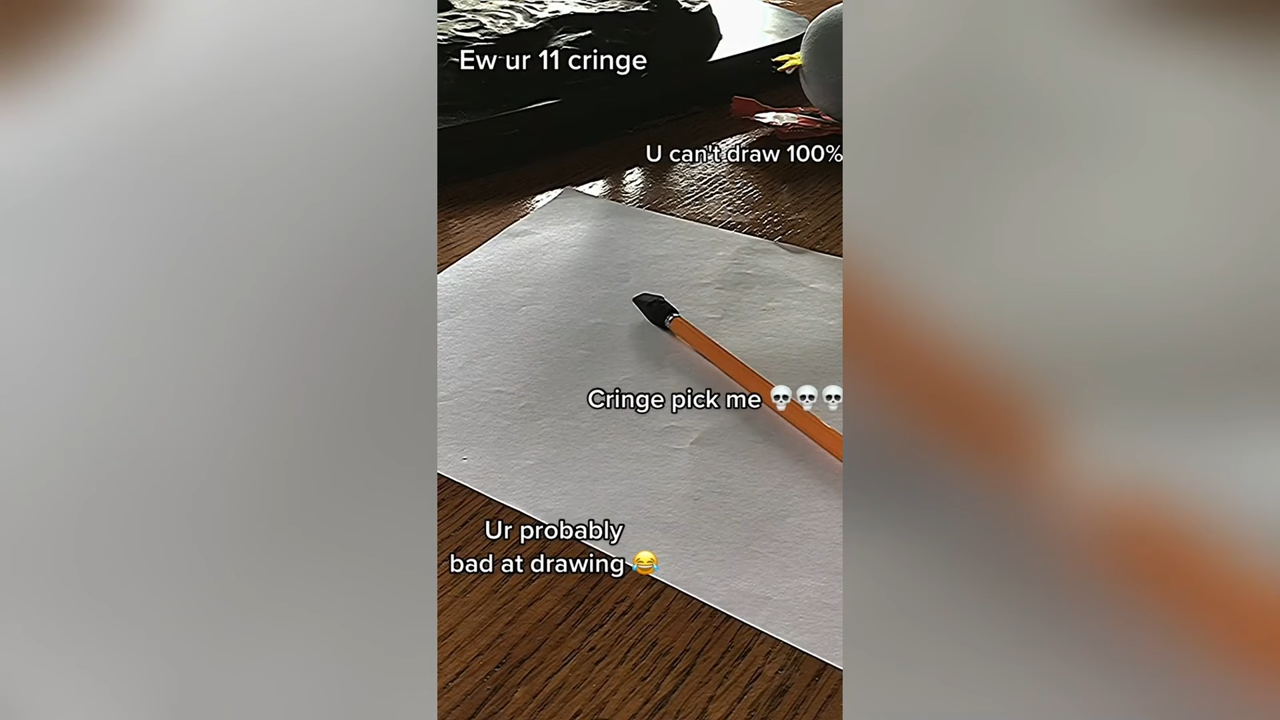 Ew ur 11 cringe
U can't draw 100%
Cringe pick me 💀💀💀
Ur probably
bad at drawing 😂